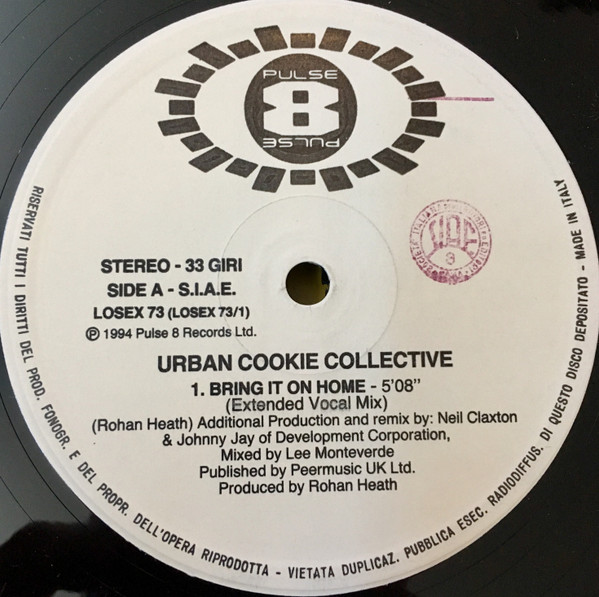 PULSE
8
PULSE
STEREO - 33 GIRI
SIDE A - S.I.A.E.
LOSEX 73 (LOSEX 73/1)
℗ 1994 Pulse 8 Records Ltd.
URBAN COOKIE COLLECTIVE
1. BRING IT ON HOME - 5'08"
(Extended Vocal Mix)
(Rohan Heath) Additional Production and remix by: Neil Claxton
& Johnny Jay of Development Corporation,
Mixed by Lee Monteverde
Published by Peermusic UK Ltd.
Produced by Rohan Heath
RISERVATI TUTTI I DIRITTI DEL PROD. FONOGR. E DEL PROPR. DELL'OPERA RIPRODOTTA - VIETATA DUPLICAZ. PUBBLICA ESEC. RADIODIFFUS. DI QUESTO DISCO DEPOSITATO - MADE IN ITALY
SOCIETÀ ITALIANA EDITORI
8